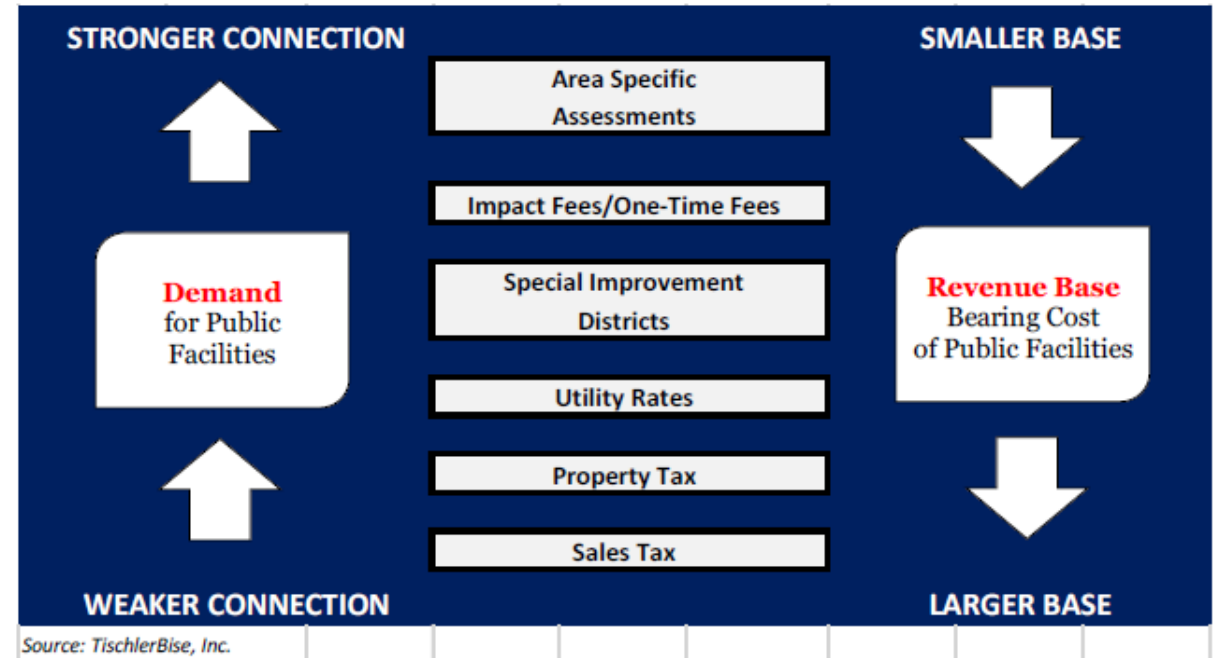 STRONGER CONNECTION
SMALLER BASE
Area Specific
Assessments
Impact Fees/One-Time Fees
Special Improvement
Districts
Demand
for Public
Facilities
Revenue Base
Bearing Cost
of Public Facilities
Utility Rates
Property Tax
Sales Tax
WEAKER CONNECTION
LARGER BASE
Source: TischlerBise, Inc.